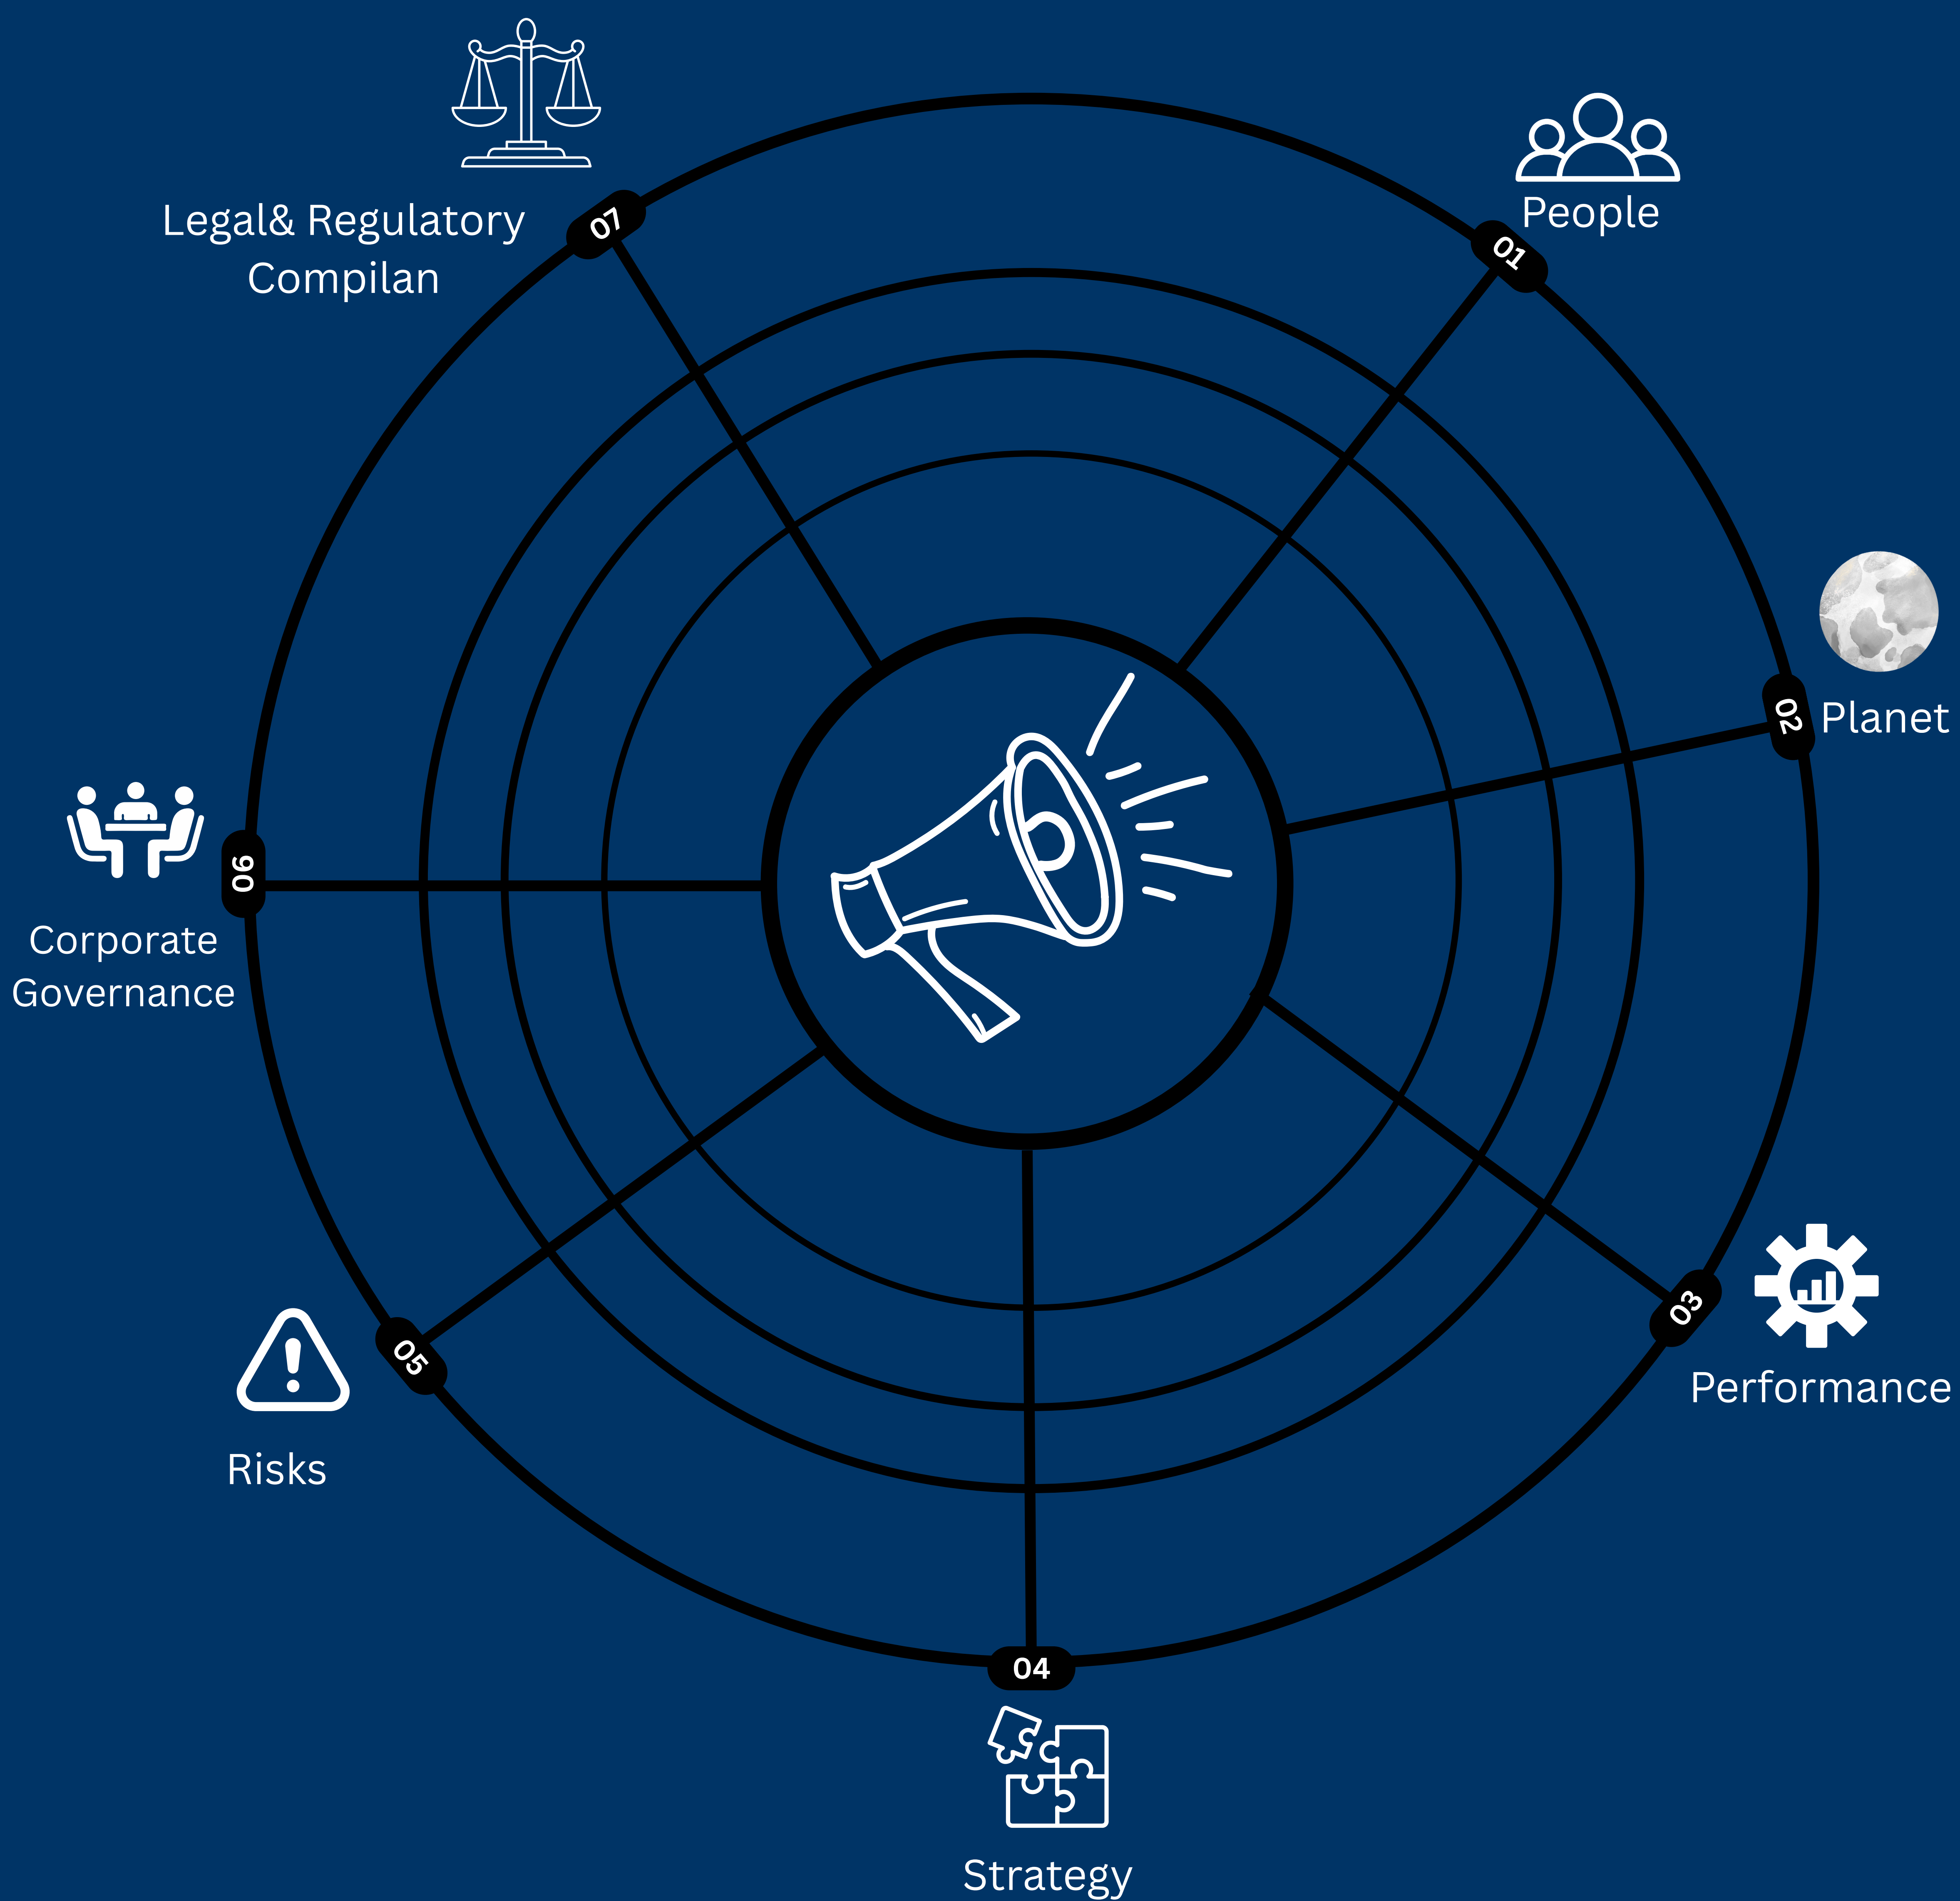 01
People
02
Planet
03
Performance
04
Strategy
05
Risks
06
Corporate
Governance
07
Legal& Regulatory
Compilan